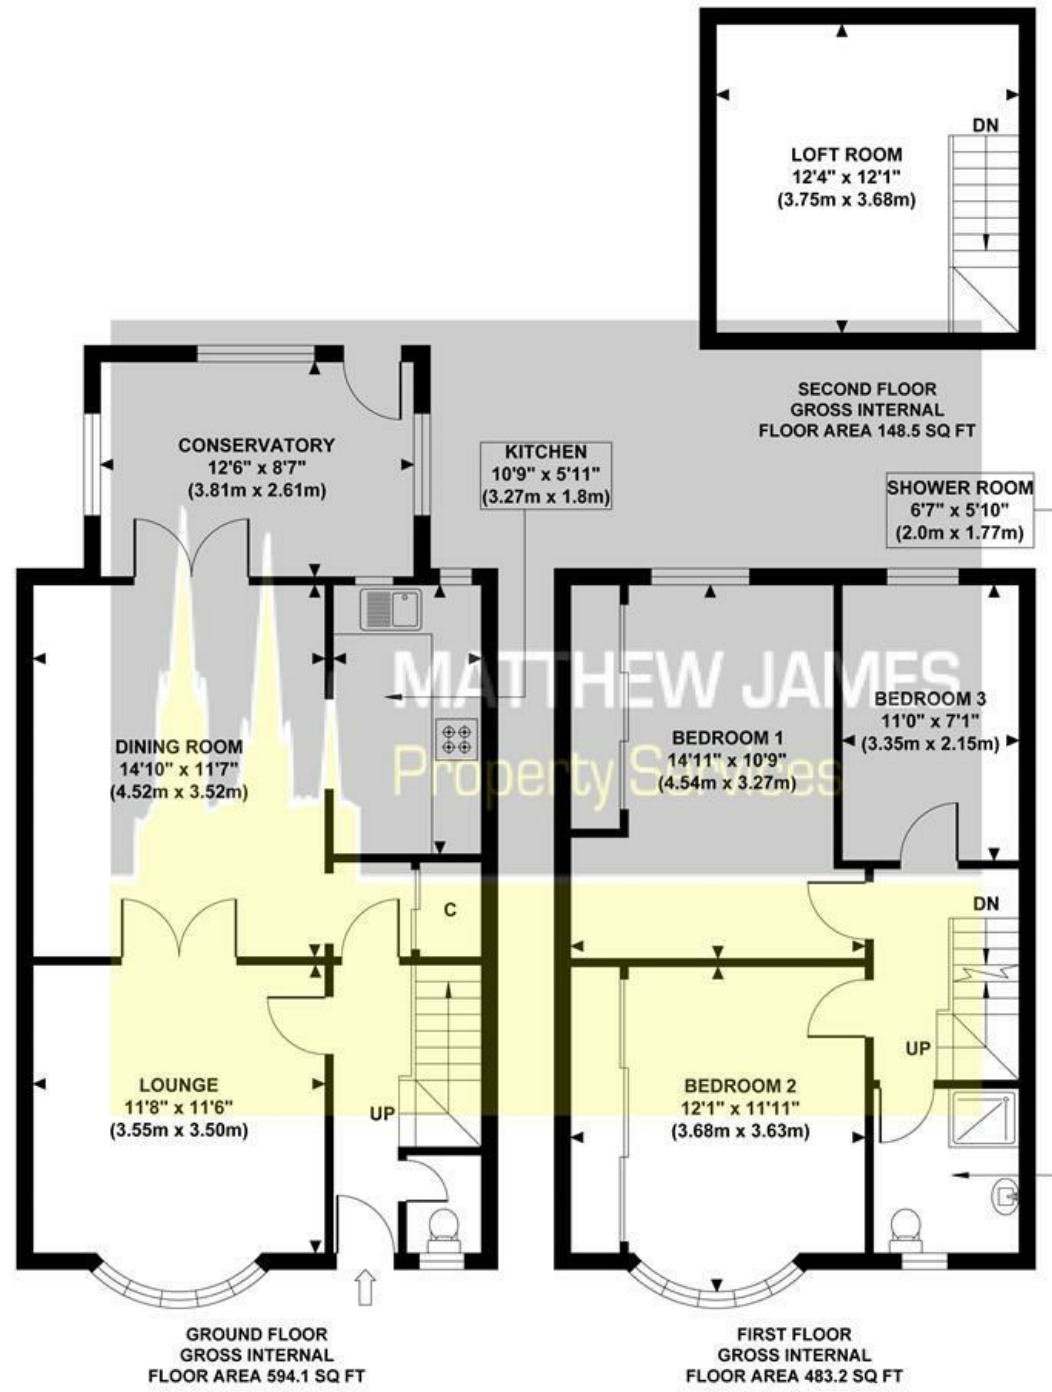 DN
LOFT ROOM
12'4" x 12'1"
(3.75m x 3.68m)
SECOND FLOOR
GROSS INTERNAL
FLOOR AREA 148.5 SQ FT
CONSERVATORY
12'6" x 8'7"
(3.81m x 2.61m)
KITCHEN
10'9" x 5'11"
(3.27m x 1.8m)
SHOWER ROOM
6'7" x 5'10"
(2.0m x 1.77m)
MATTHEW JAMES
Property Services
DINING ROOM
14'10" x 11'7"
(4.52m x 3.52m)
BEDROOM 1
14'11" x 10'9"
(4.54m x 3.27m)
BEDROOM 3
11'0" x 7'1"
(3.35m x 2.15m)
C
DN
UP
LOUNGE
11'8" x 11'6"
(3.55m x 3.50m)
UP
BEDROOM 2
12'1" x 11'11"
(3.68m x 3.63m)
GROUND FLOOR
GROSS INTERNAL
FLOOR AREA 594.1 SQ FT
FIRST FLOOR
GROSS INTERNAL
FLOOR AREA 483.2 SQ FT